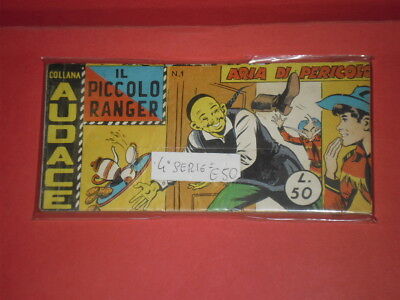 COLLANA
AUDACE
IL
PICCOLO
RANGER
N.1
ARIA DI PERICOLO
4ª SERIE =
€50
L.
50